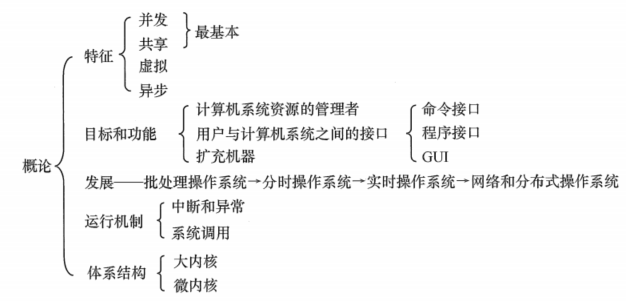 概论
特征
并发
共享
最基本
虚拟
异步
目标和功能
计算机系统资源的管理者
用户与计算机系统之间的接口
命令接口
程序接口
GUI
扩充机器
发展——批处理操作系统→分时操作系统→实时操作系统→网络和分布式操作系统
运行机制
中断和异常
系统调用
体系结构
大内核
微内核